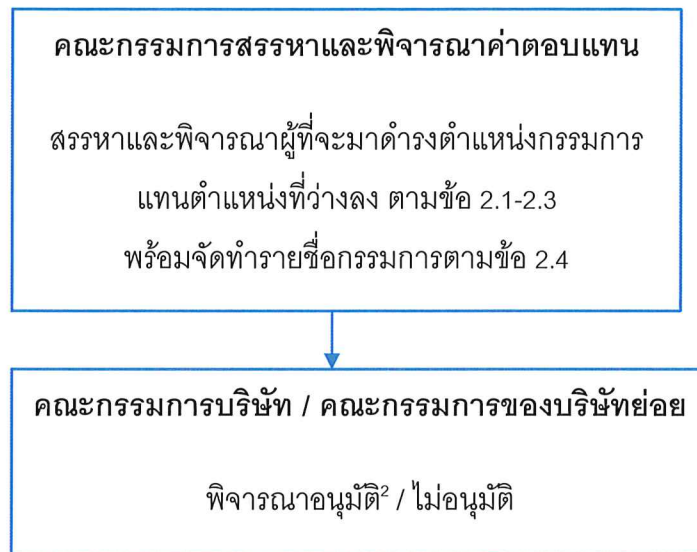 คณะกรรมการสรรหาและพิจารณาค่าตอบแทน
สรรหาและพิจารณาผู้ที่จะมาดำรงตำแหน่งกรรมการ
แทนตำแหน่งที่ว่างลง ตามข้อ 2.1-2.3
พร้อมจัดทำรายชื่อกรรมการตามข้อ 2.4
คณะกรรมการบริษัท / คณะกรรมการของบริษัทย่อย
พิจารณาอนุมัติ² / ไม่อนุมัติ